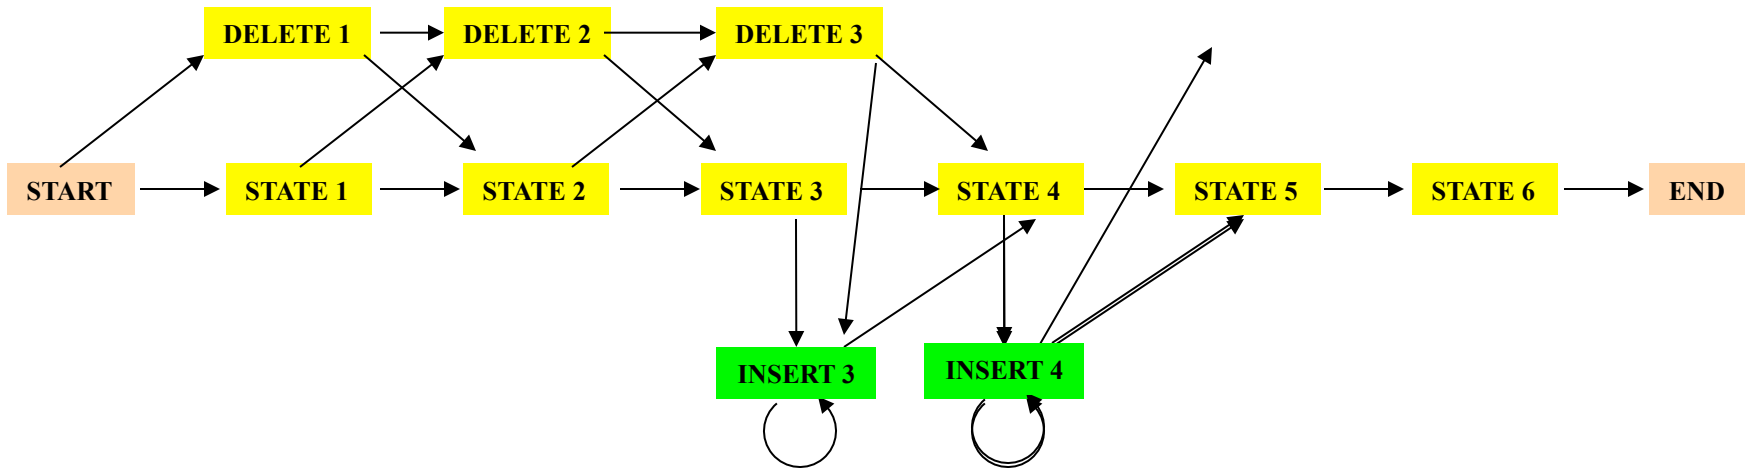 DELETE 1
DELETE 2
DELETE 3
START
STATE 1
STATE 2
STATE 3
STATE 4
STATE 5
STATE 6
END
INSERT 3
INSERT 4